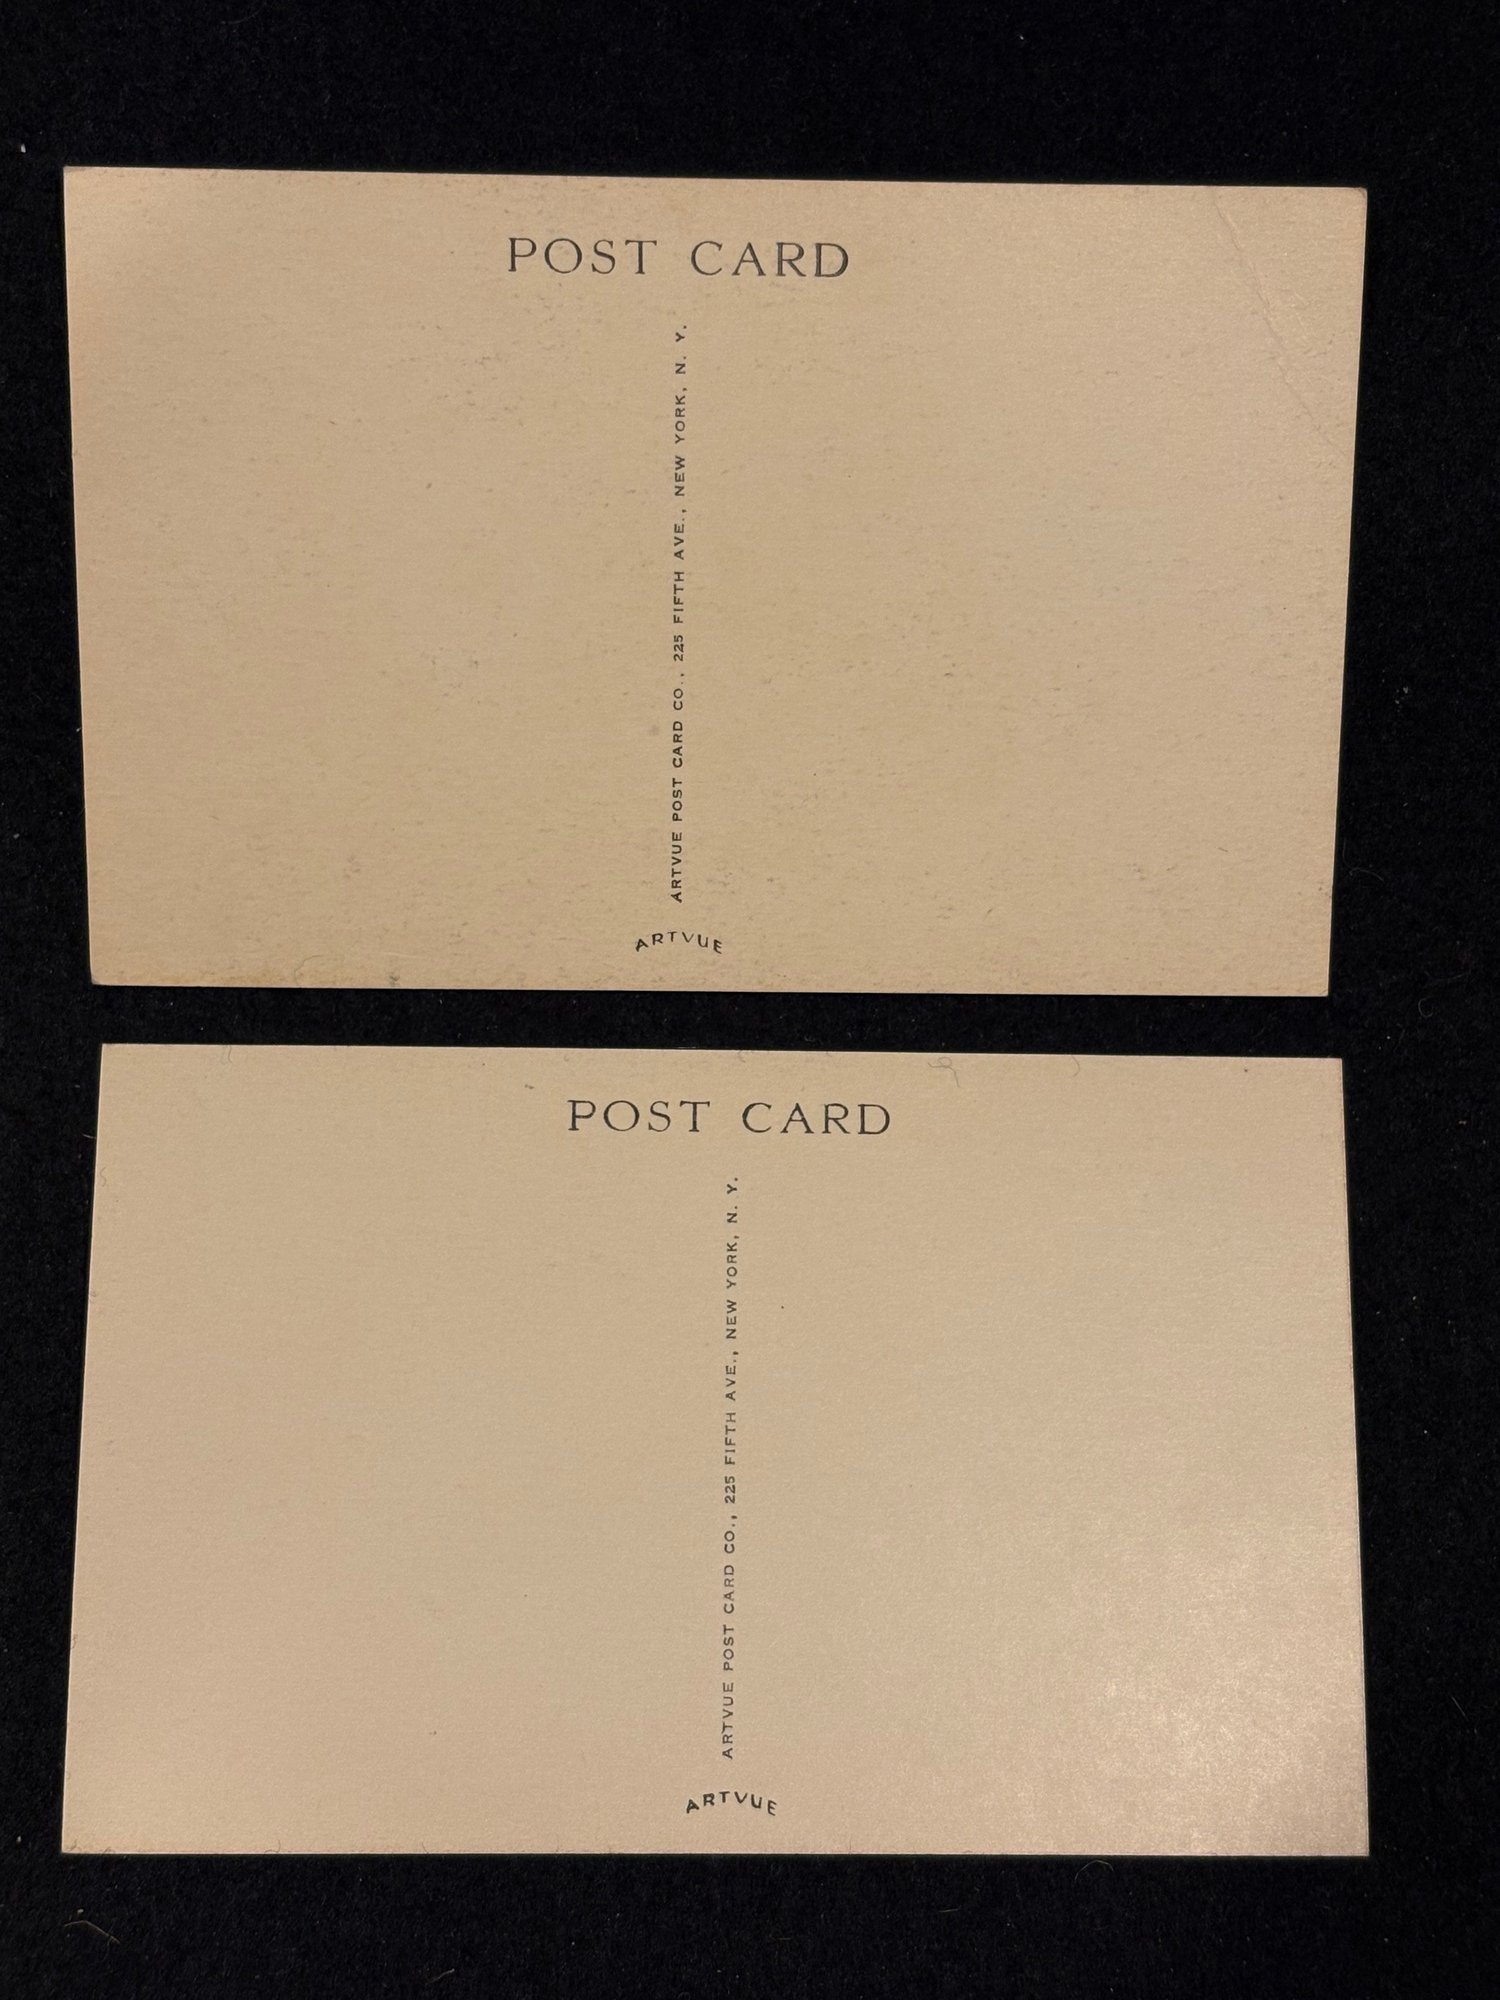 POST CARD
ARTVUE POST CARD CO., 225 FIFTH AVE., NEW YORK, N. Y.
ARTVUE
POST CARD
ARTVUE POST CARD CO., 225 FIFTH AVE., NEW YORK, N. Y.
ARTVUE